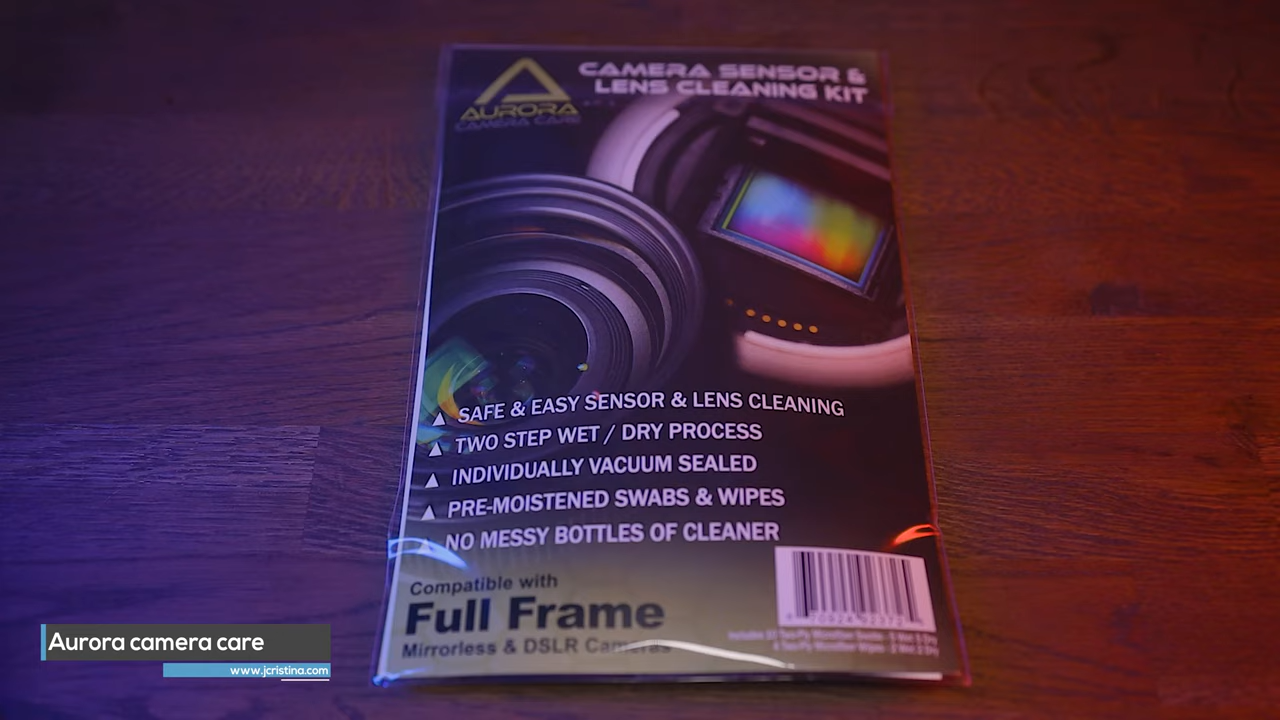 CAMERA SENSOR &
LENS CLEANING KIT
AURORA
CAMERA CARE
SAFE & EASY SENSOR & LENS CLEANING
TWO STEP WET / DRY PROCESS
INDIVIDUALLY VACUUM SEALED
PRE-MOISTENED SWABS & WIPES
NO MESSY BOTTLES OF CLEANER
Compatible with
Full Frame
Mirrorless & DSLR Cameras
Aurora camera care
www.jcristina.com